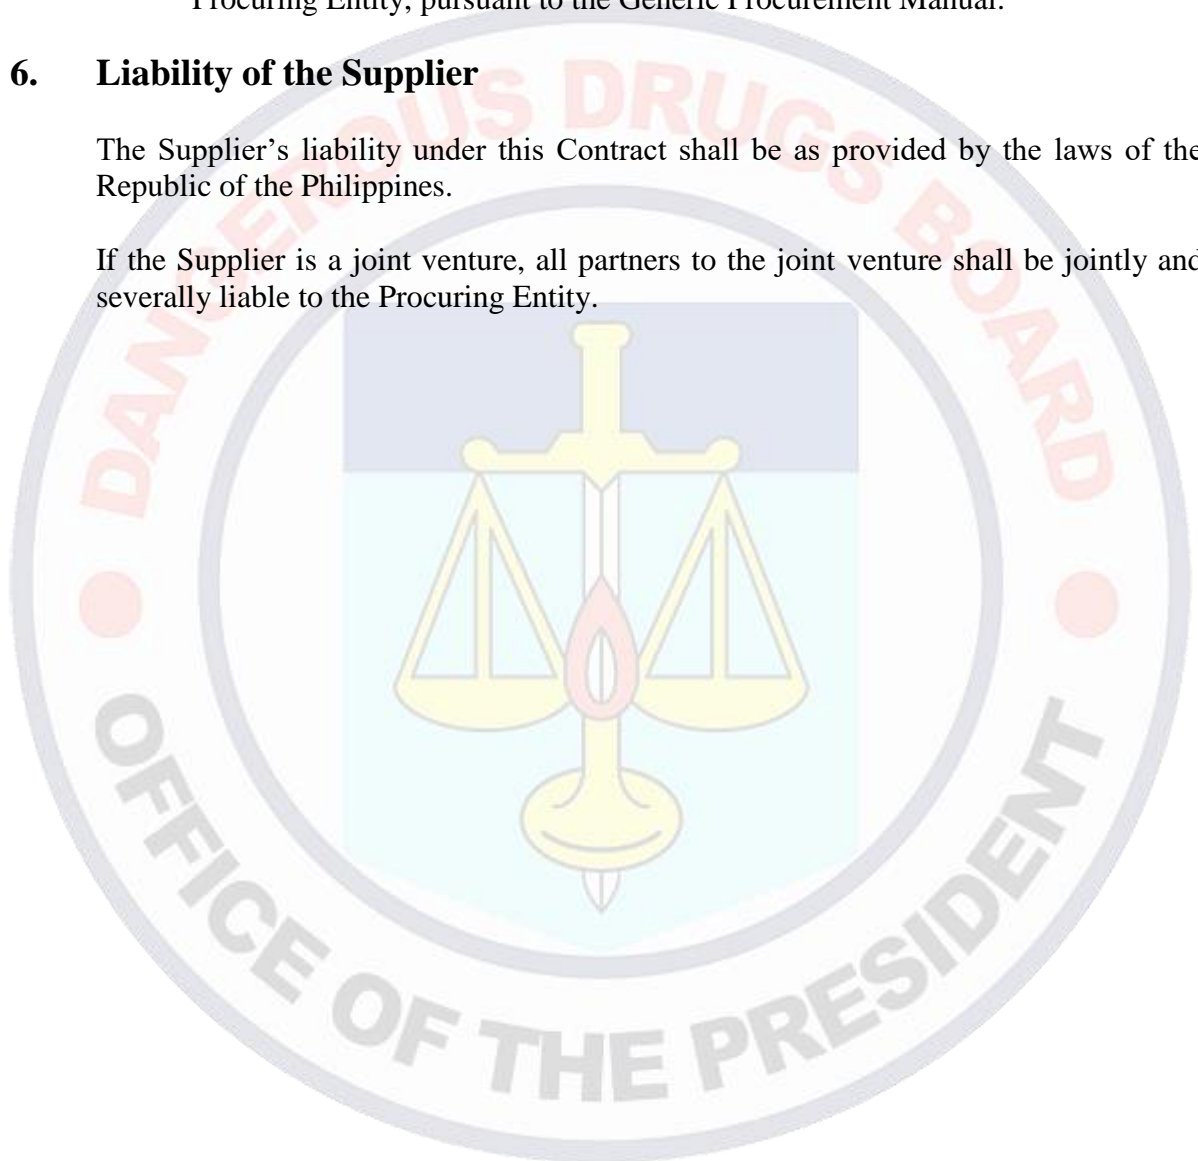 Procuring Entity, pursuant to the Generic Procurement Manual.
6. Liability of the Supplier
The Supplier’s liability under this Contract shall be as provided by the laws of the
Republic of the Philippines.
If the Supplier is a joint venture, all partners to the joint venture shall be jointly and
severally liable to the Procuring Entity.
DANGEROUS DRUGS BOARD
OFFICE OF THE PRESIDENT